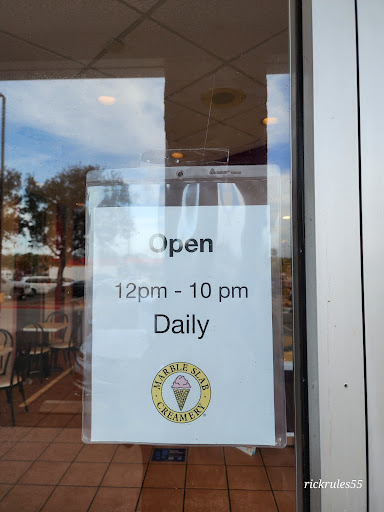 Open
12pm - 10 pm
Daily
MARBLE SLAB
CREAMERY
rickrules55